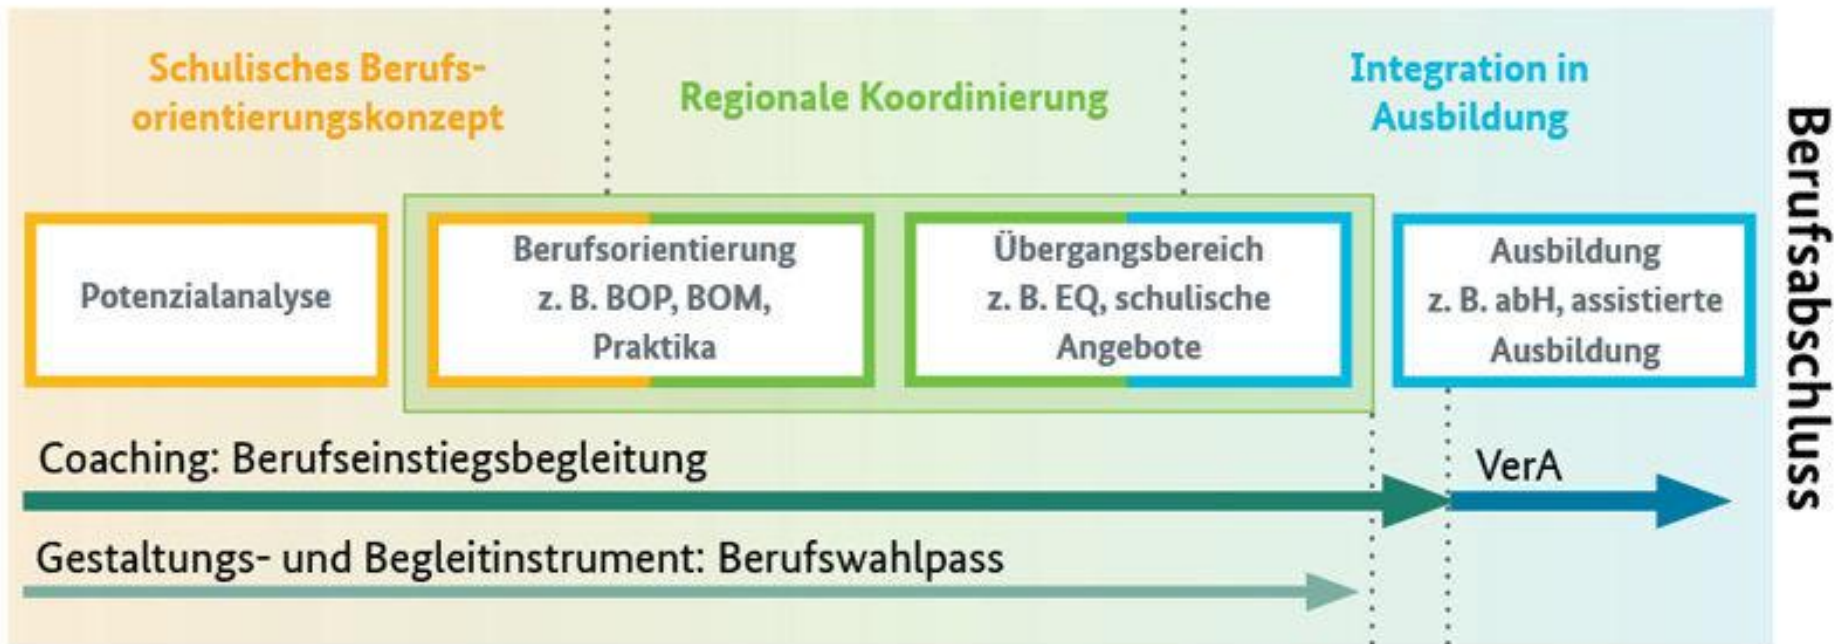 Schulisches Berufs-
orientierungskonzept
Regionale Koordinierung
Integration in
Ausbildung
Potenzialanalyse
Berufsorientierung
z. B. BOP, BOM,
Praktika
Übergangsbereich
z. B. EQ, schulische
Angebote
Ausbildung
z. B. abH, assistierte
Ausbildung
Coaching: Berufseinstiegsbegleitung
VerA
Gestaltungs- und Begleitinstrument: Berufswahlpass
Berufsabschluss